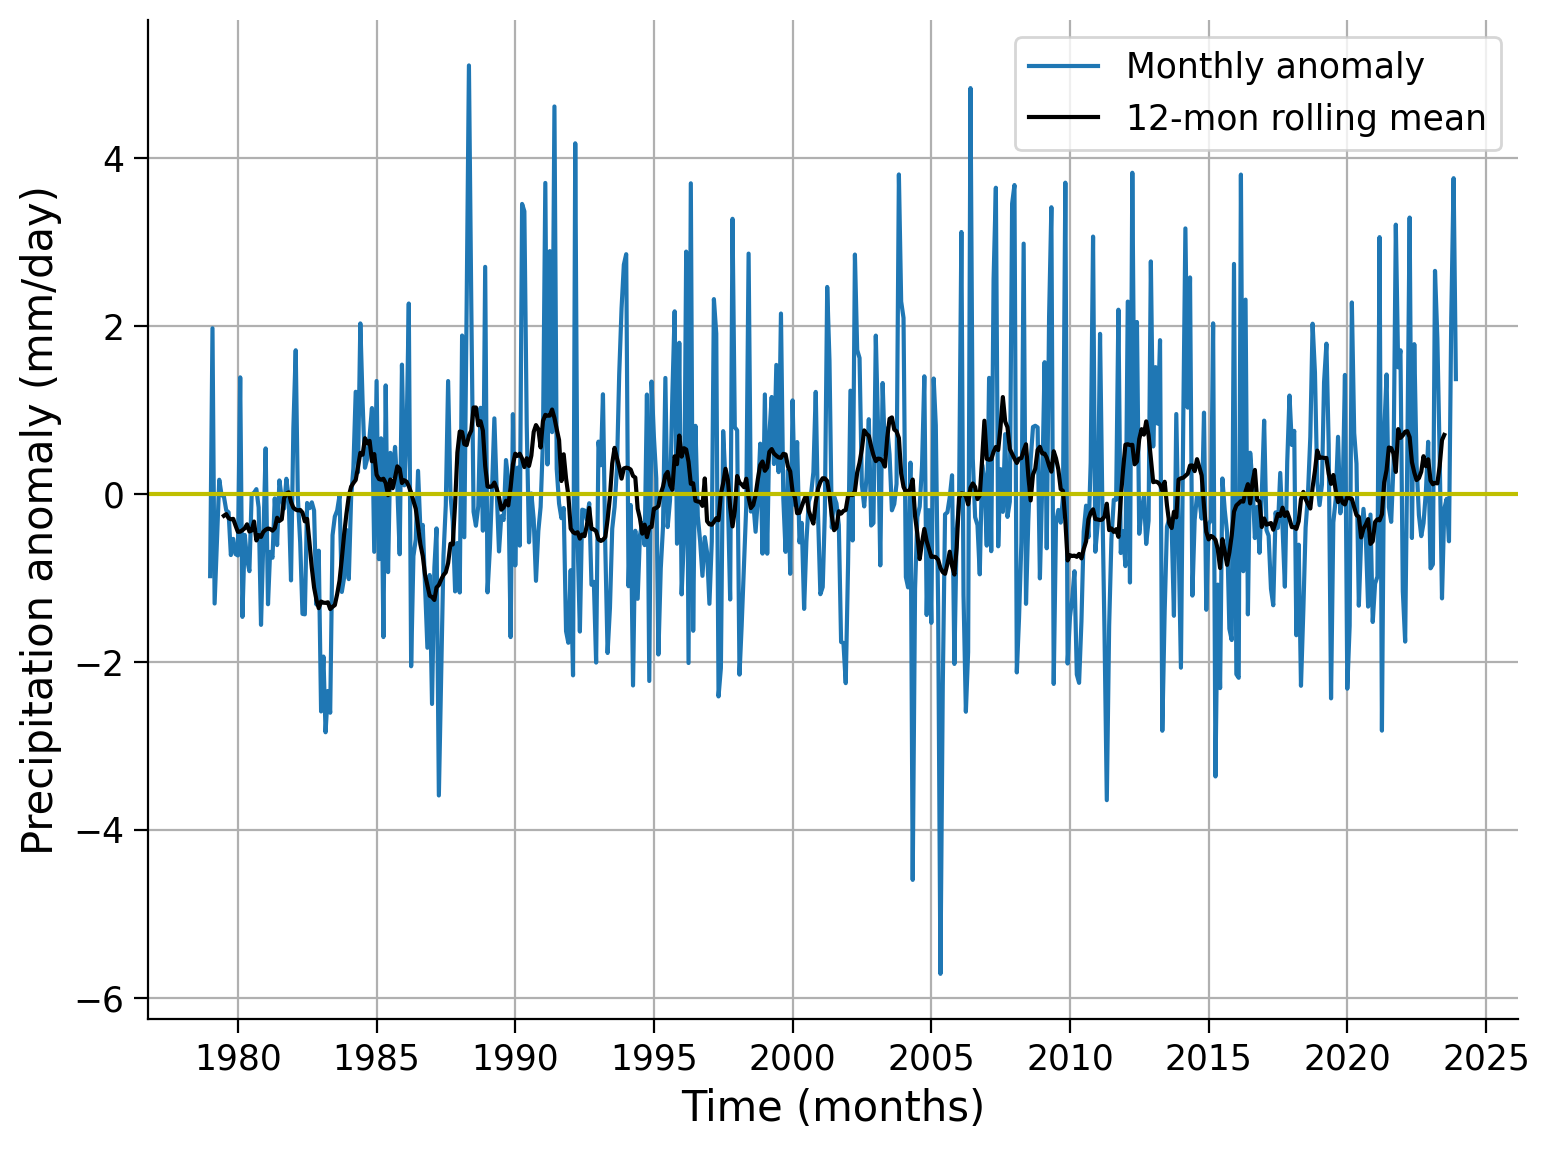 Precipitation anomaly (mm/day)
Monthly anomaly
12-mon rolling mean
4
2
0
−2
−4
−6
1980 1985 1990 1995 2000 2005 2010 2015 2020 2025
Time (months)